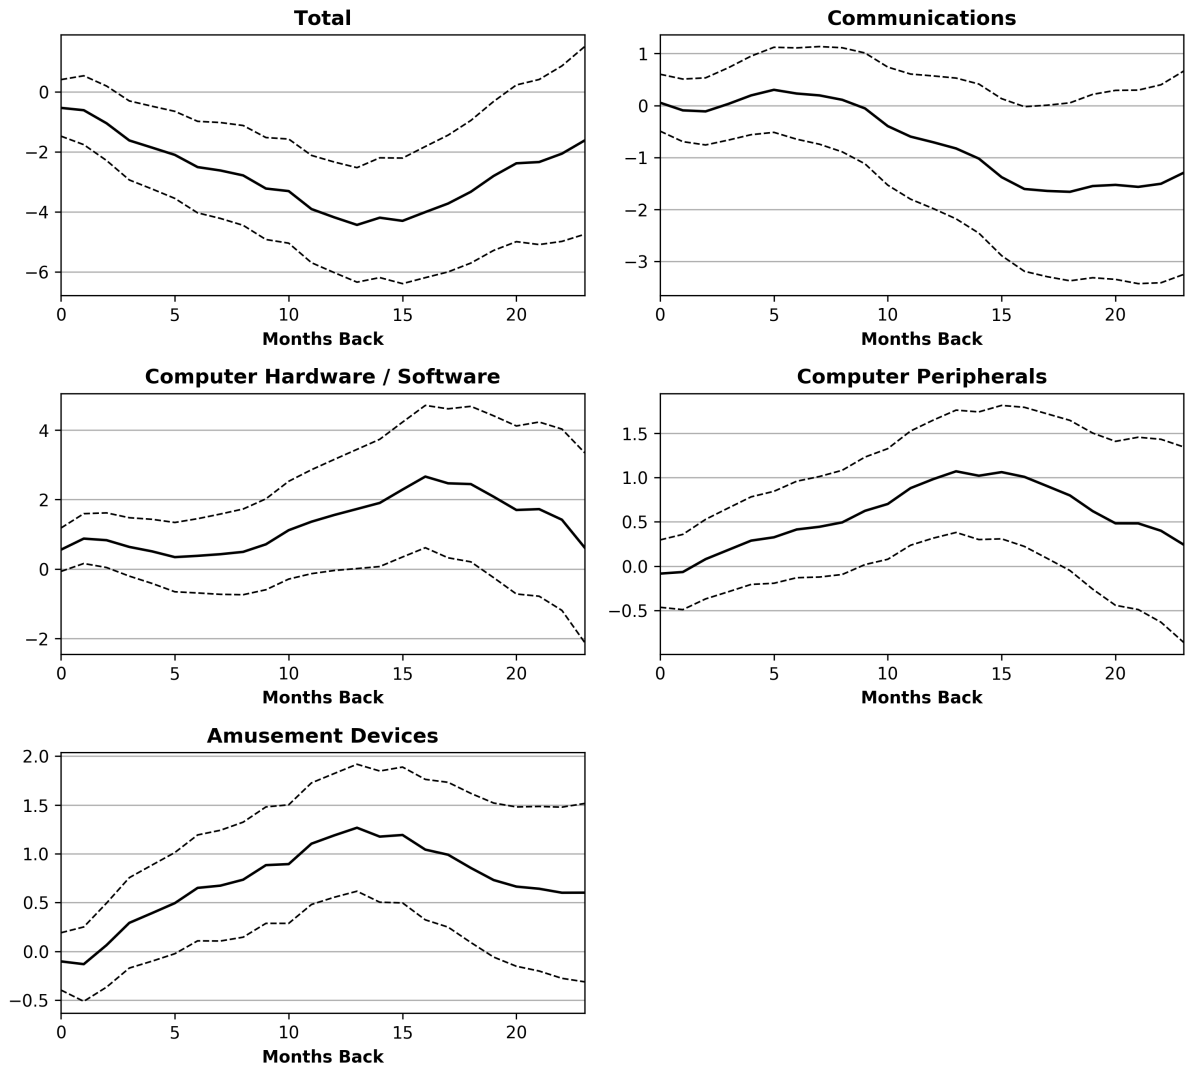 Total
0
−2
−4
−6
0 5 10 15 20
Months Back
Communications
1
0
−1
−2
−3
0 5 10 15 20
Months Back
Computer Hardware / Software
4
2
0
−2
0 5 10 15 20
Months Back
Computer Peripherals
1.5
1.0
0.5
0.0
−0.5
0 5 10 15 20
Months Back
Amusement Devices
2.0
1.5
1.0
0.5
0.0
−0.5
0 5 10 15 20
Months Back